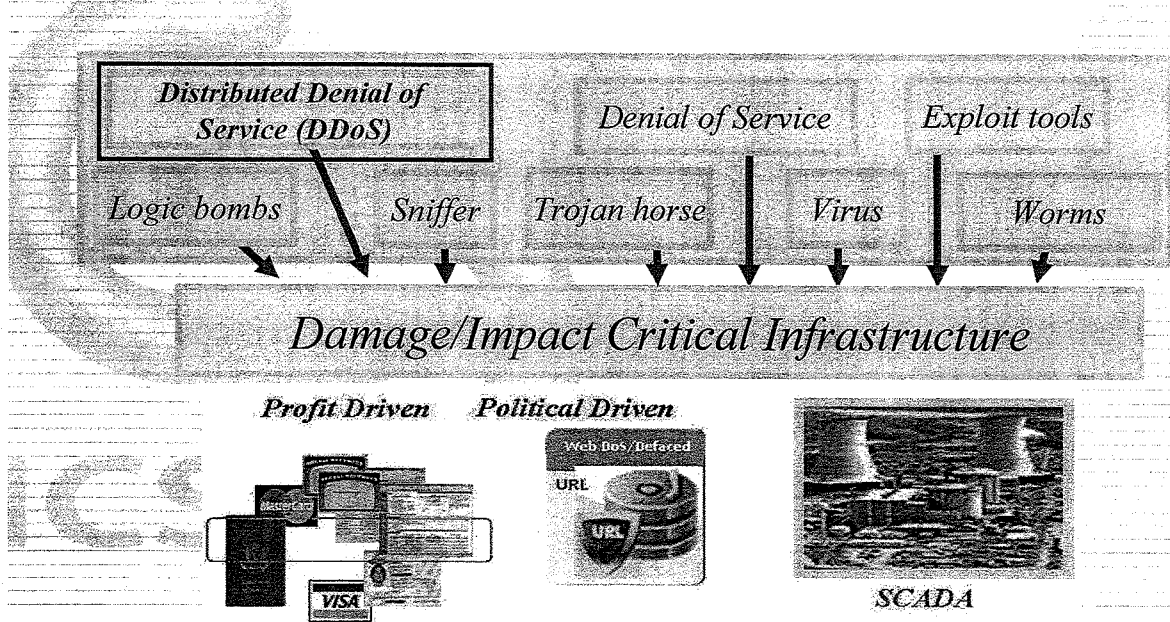 Distributed Denial of
Service (DDoS)
Denial of Service
Exploit tools
Logic bombs
Sniffer
Trojan horse
Virus
Worms
Damage/Impact Critical Infrastructure
Profit Driven
Political Driven
Web DoS/Defaced
URL
URL
MasterCard
VISA
SCADA